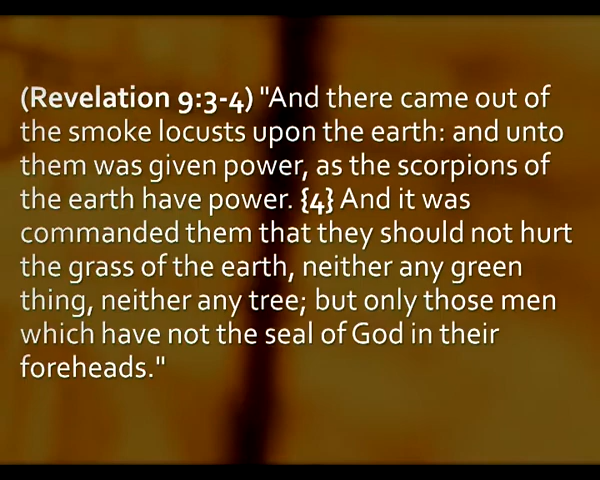 (Revelation 9:3-4) "And there came out of
the smoke locusts upon the earth: and unto
them was given power, as the scorpions of
the earth have power. {4} And it was
commanded them that they should not hurt
the grass of the earth, neither any green
thing, neither any tree; but only those men
which have not the seal of God in their
foreheads."